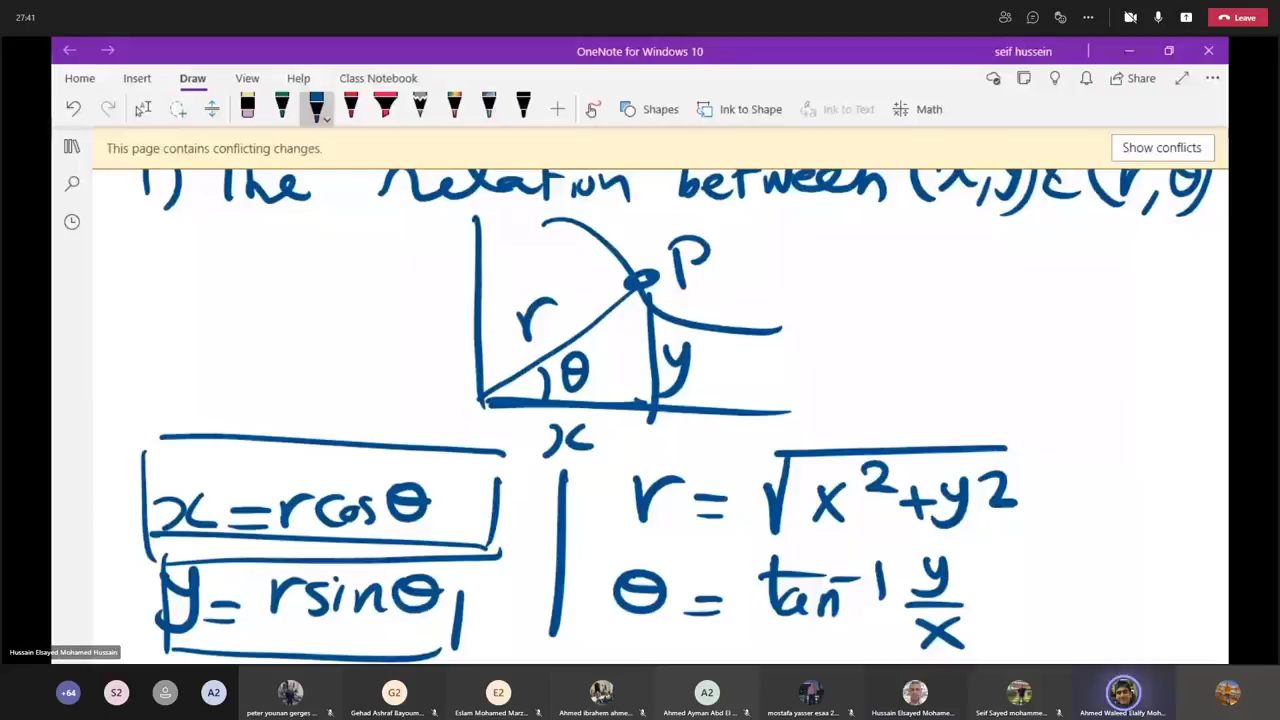 27:41
Leave
OneNote for Windows 10
seif hussein
Home Insert Draw View Help Class Notebook
Share
Shapes Ink to Shape Ink to Text Math
This page contains conflicting changes.
Show conflicts
1) The relation between (x,y) & (r,θ)
P
r
θ
y
x
x=rcosθ
r = √x²+y2
y= rsinθ
θ = tan⁻¹ y/x
Hussain Elsayed Mohamed Hussain
+64 S2 A2 G2 E2 A2
peter younan gerges ... Gehad Ashraf Bayoum... Eslam Mohamed Marz... Ahmed ibrahem ahme... Ahmed Ayman Abd El ... mostafa yasser esaa 2... Hussain Elsayed Mohame... Seif Sayed mohamme... Ahmed Waleed Elalfy Moh...